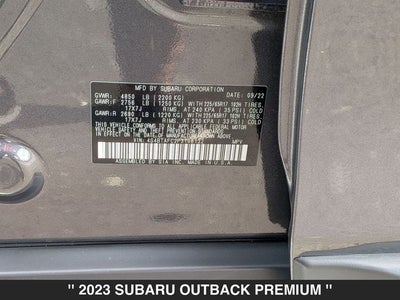 MFD BY SUBARU CORPORATION 09/22
GVWR: 4850 LB (2200 KG)
GAWR:F 2756 LB (1250 KG) WITH 225/65R17 102H TIRES,
17X7J RIMS, AT 240 KPA (35 PSI) COLD
GAWR:R 2690 LB (1220 KG) WITH 225/65R17 102H TIRES,
17X7J RIMS, AT 230 KPA (33 PSI) COLD
MPV
ASSEMBLED BY SIA, INC. MADE IN U.S.A.
" 2023 SUBARU OUTBACK PREMIUM "